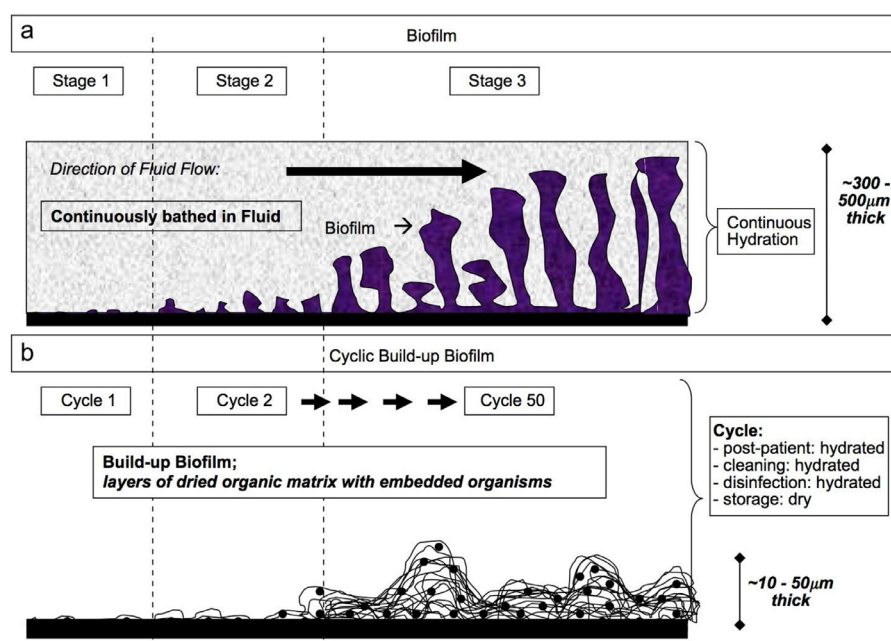 a
Biofilm
Stage 1
Stage 2
Stage 3
Direction of Fluid Flow:
Continuously bathed in Fluid
Biofilm
Continuous
Hydration
~300 -
500μm
thick
b
Cyclic Build-up Biofilm
Cycle 1
Cycle 2
Cycle 50
Build-up Biofilm;
layers of dried organic matrix with embedded organisms
Cycle:
- post-patient: hydrated
- cleaning: hydrated
- disinfection: hydrated
- storage: dry
~10 - 50μm
thick